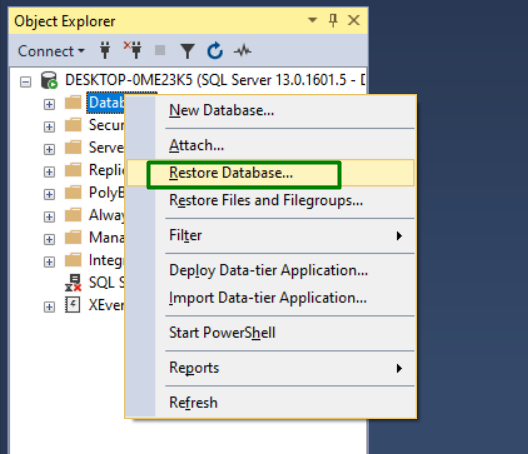 Object Explorer
Connect
DESKTOP-0ME23K5 (SQL Server 13.0.1601.5 - D
Datab
New Database...
Secur
Attach...
Serve
Restore Database...
Replic
PolyB
Restore Files and Filegroups...
Alway
Filter
Mana
Integ
Deploy Data-tier Application...
SQL S
Import Data-tier Application...
XEver
Start PowerShell
Reports
Refresh